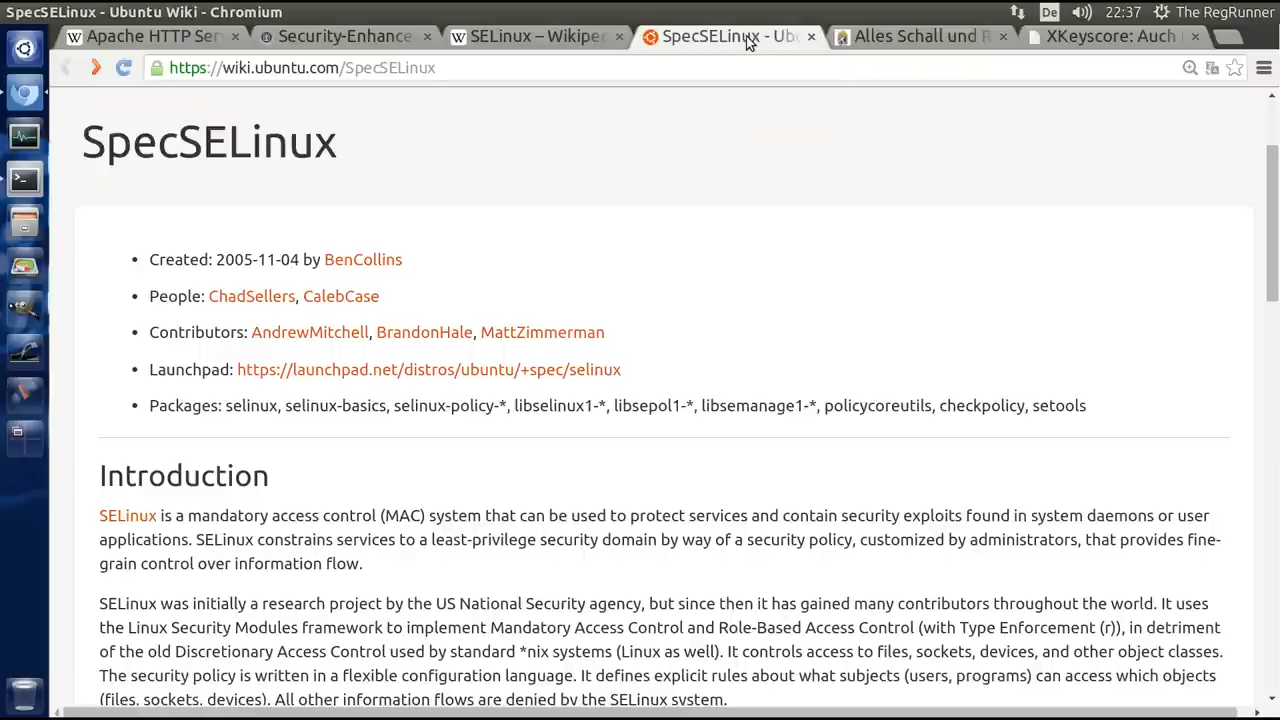 SpecSELinux - Ubuntu Wiki - Chromium
De
22:37
The RegRunner
Apache HTTP Ser
Security-Enhance
SELinux – Wikipe
SpecSELinux - Ubu
Alles Schall und R
XKeyscore: Auch
https://wiki.ubuntu.com/SpecSELinux
SpecSELinux
• Created: 2005-11-04 by BenCollins
• People: ChadSellers, CalebCase
• Contributors: AndrewMitchell, BrandonHale, MattZimmerman
• Launchpad: https://launchpad.net/distros/ubuntu/+spec/selinux
• Packages: selinux, selinux-basics, selinux-policy-*, libselinux1-*, libsepol1-*, libsemanage1-*, policycoreutils, checkpolicy, setools
Introduction
SELinux is a mandatory access control (MAC) system that can be used to protect services and contain security exploits found in system daemons or user
applications. SELinux constrains services to a least-privilege security domain by way of a security policy, customized by administrators, that provides fine-
grain control over information flow.
SELinux was initially a research project by the US National Security agency, but since then it has gained many contributors throughout the world. It uses
the Linux Security Modules framework to implement Mandatory Access Control and Role-Based Access Control (with Type Enforcement (r)), in detriment
of the old Discretionary Access Control used by standard *nix systems (Linux as well). It controls access to files, sockets, devices, and other object classes.
The security policy is written in a flexible configuration language. It defines explicit rules about what subjects (users, programs) can access which objects
(files, sockets, devices). All other information flows are denied by the SELinux system.